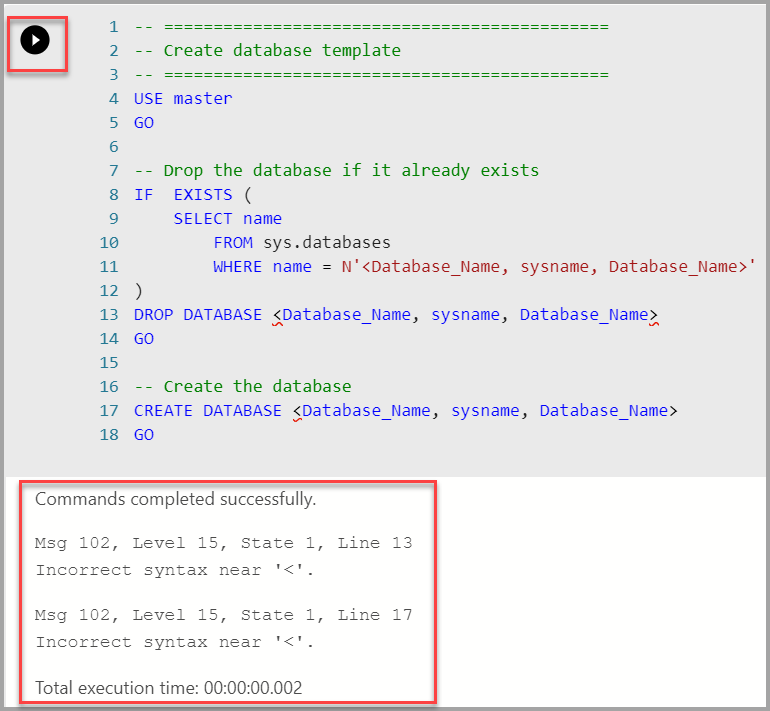 1 -- =============================================
2 -- Create database template
3 -- =============================================
4 USE master
5 GO
6
7 -- Drop the database if it already exists
8 IF  EXISTS (
9     SELECT name
10         FROM sys.databases
11         WHERE name = N'<Database_Name, sysname, Database_Name>'
12 )
13 DROP DATABASE <Database_Name, sysname, Database_Name>
14 GO
15
16 -- Create the database
17 CREATE DATABASE <Database_Name, sysname, Database_Name>
18 GO
Commands completed successfully.
Msg 102, Level 15, State 1, Line 13
Incorrect syntax near '<'.
Msg 102, Level 15, State 1, Line 17
Incorrect syntax near '<'.
Total execution time: 00:00:00.002